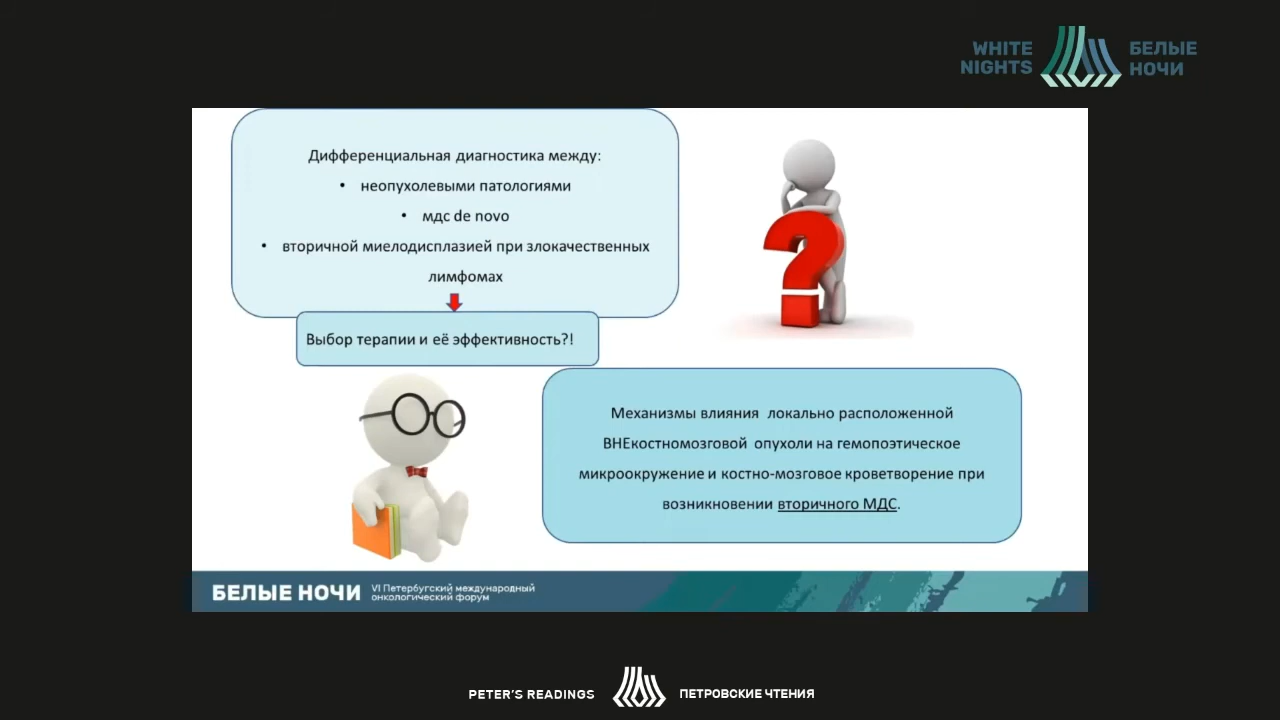 WHITE
NIGHTS
БЕЛЫЕ
НОЧИ
Дифференциальная диагностика между:
• неопухолевыми патологиями
• мдс de novo
• вторичной миелодисплазией при злокачественных
лимфомах
Выбор терапии и её эффективность?!
Механизмы влияния локально расположенной
ВНЕкостномозговой опухоли на гемопоэтическое
микроокружение и костно-мозговое кроветворение при
возникновении вторичного МДС.
БЕЛЫЕ НОЧИ
VI Петербугский международный
онкологический форум
PETER'S READINGS
ПЕТРОВСКИЕ ЧТЕНИЯ